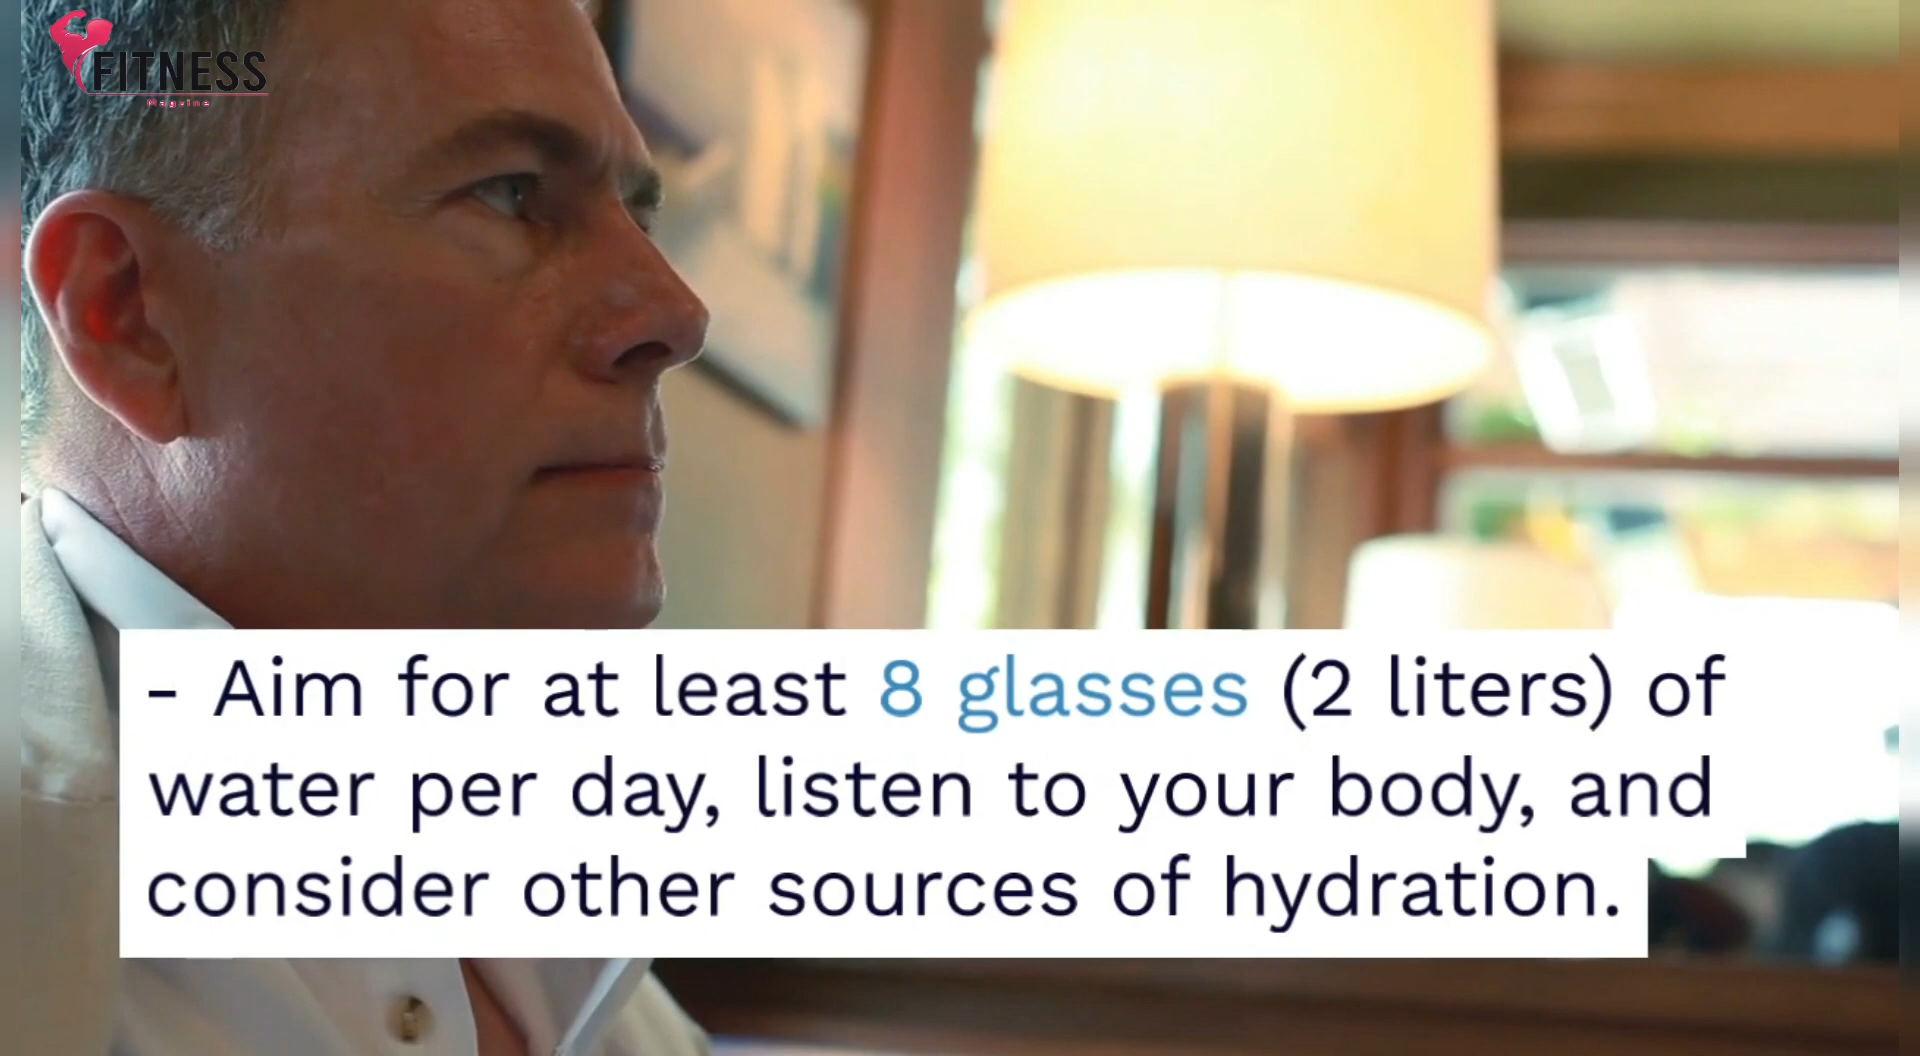 FITNESS
Magazine
- Aim for at least 8 glasses (2 liters) of
water per day, listen to your body, and
consider other sources of hydration.